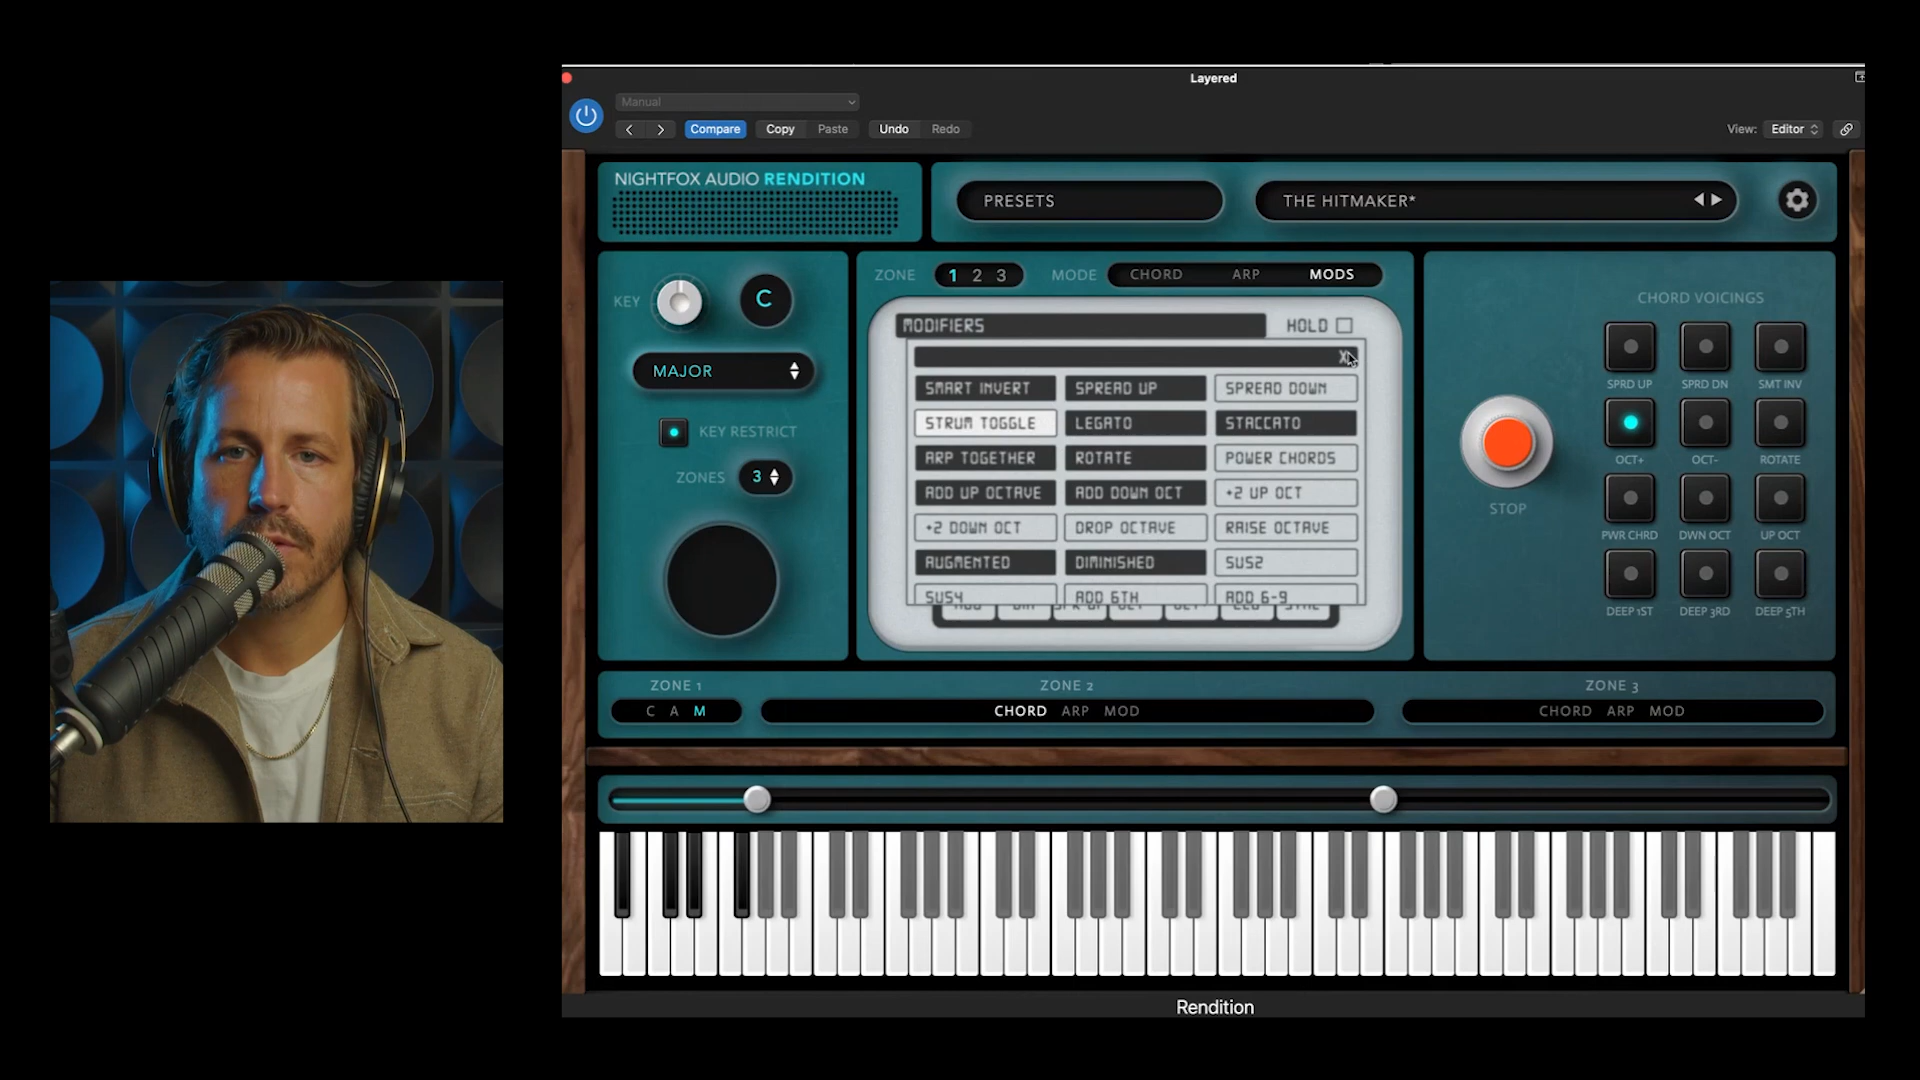 Layered
Manual
Compare Copy Paste Undo Redo View: Editor
NIGHTFOX AUDIO RENDITION
PRESETS
THE HITMAKER*
KEY C
MAJOR
KEY RESTRICT
ZONES 3
ZONE 1 2 3 MODE CHORD ARP MODS
MODIFIERS HOLD
X
SMART INVERT SPREAD UP SPREAD DOWN
STRUM TOGGLE LEGATO STACCATO
ARP TOGETHER ROTATE POWER CHORDS
ADD UP OCTAVE ADD DOWN OCT +2 UP OCT
+2 DOWN OCT DROP OCTAVE RAISE OCTAVE
AUGMENTED DIMINISHED SUS2
SUS4 ADD 6TH ADD 6-9
STOP
CHORD VOICINGS
SPRD UP SPRD DN SMT INV
OCT+ OCT- ROTATE
PWR CHRD DWN OCT UP OCT
DEEP 1ST DEEP 3RD DEEP 5TH
ZONE 1 ZONE 2 ZONE 3
C A M CHORD ARP MOD CHORD ARP MOD
Rendition